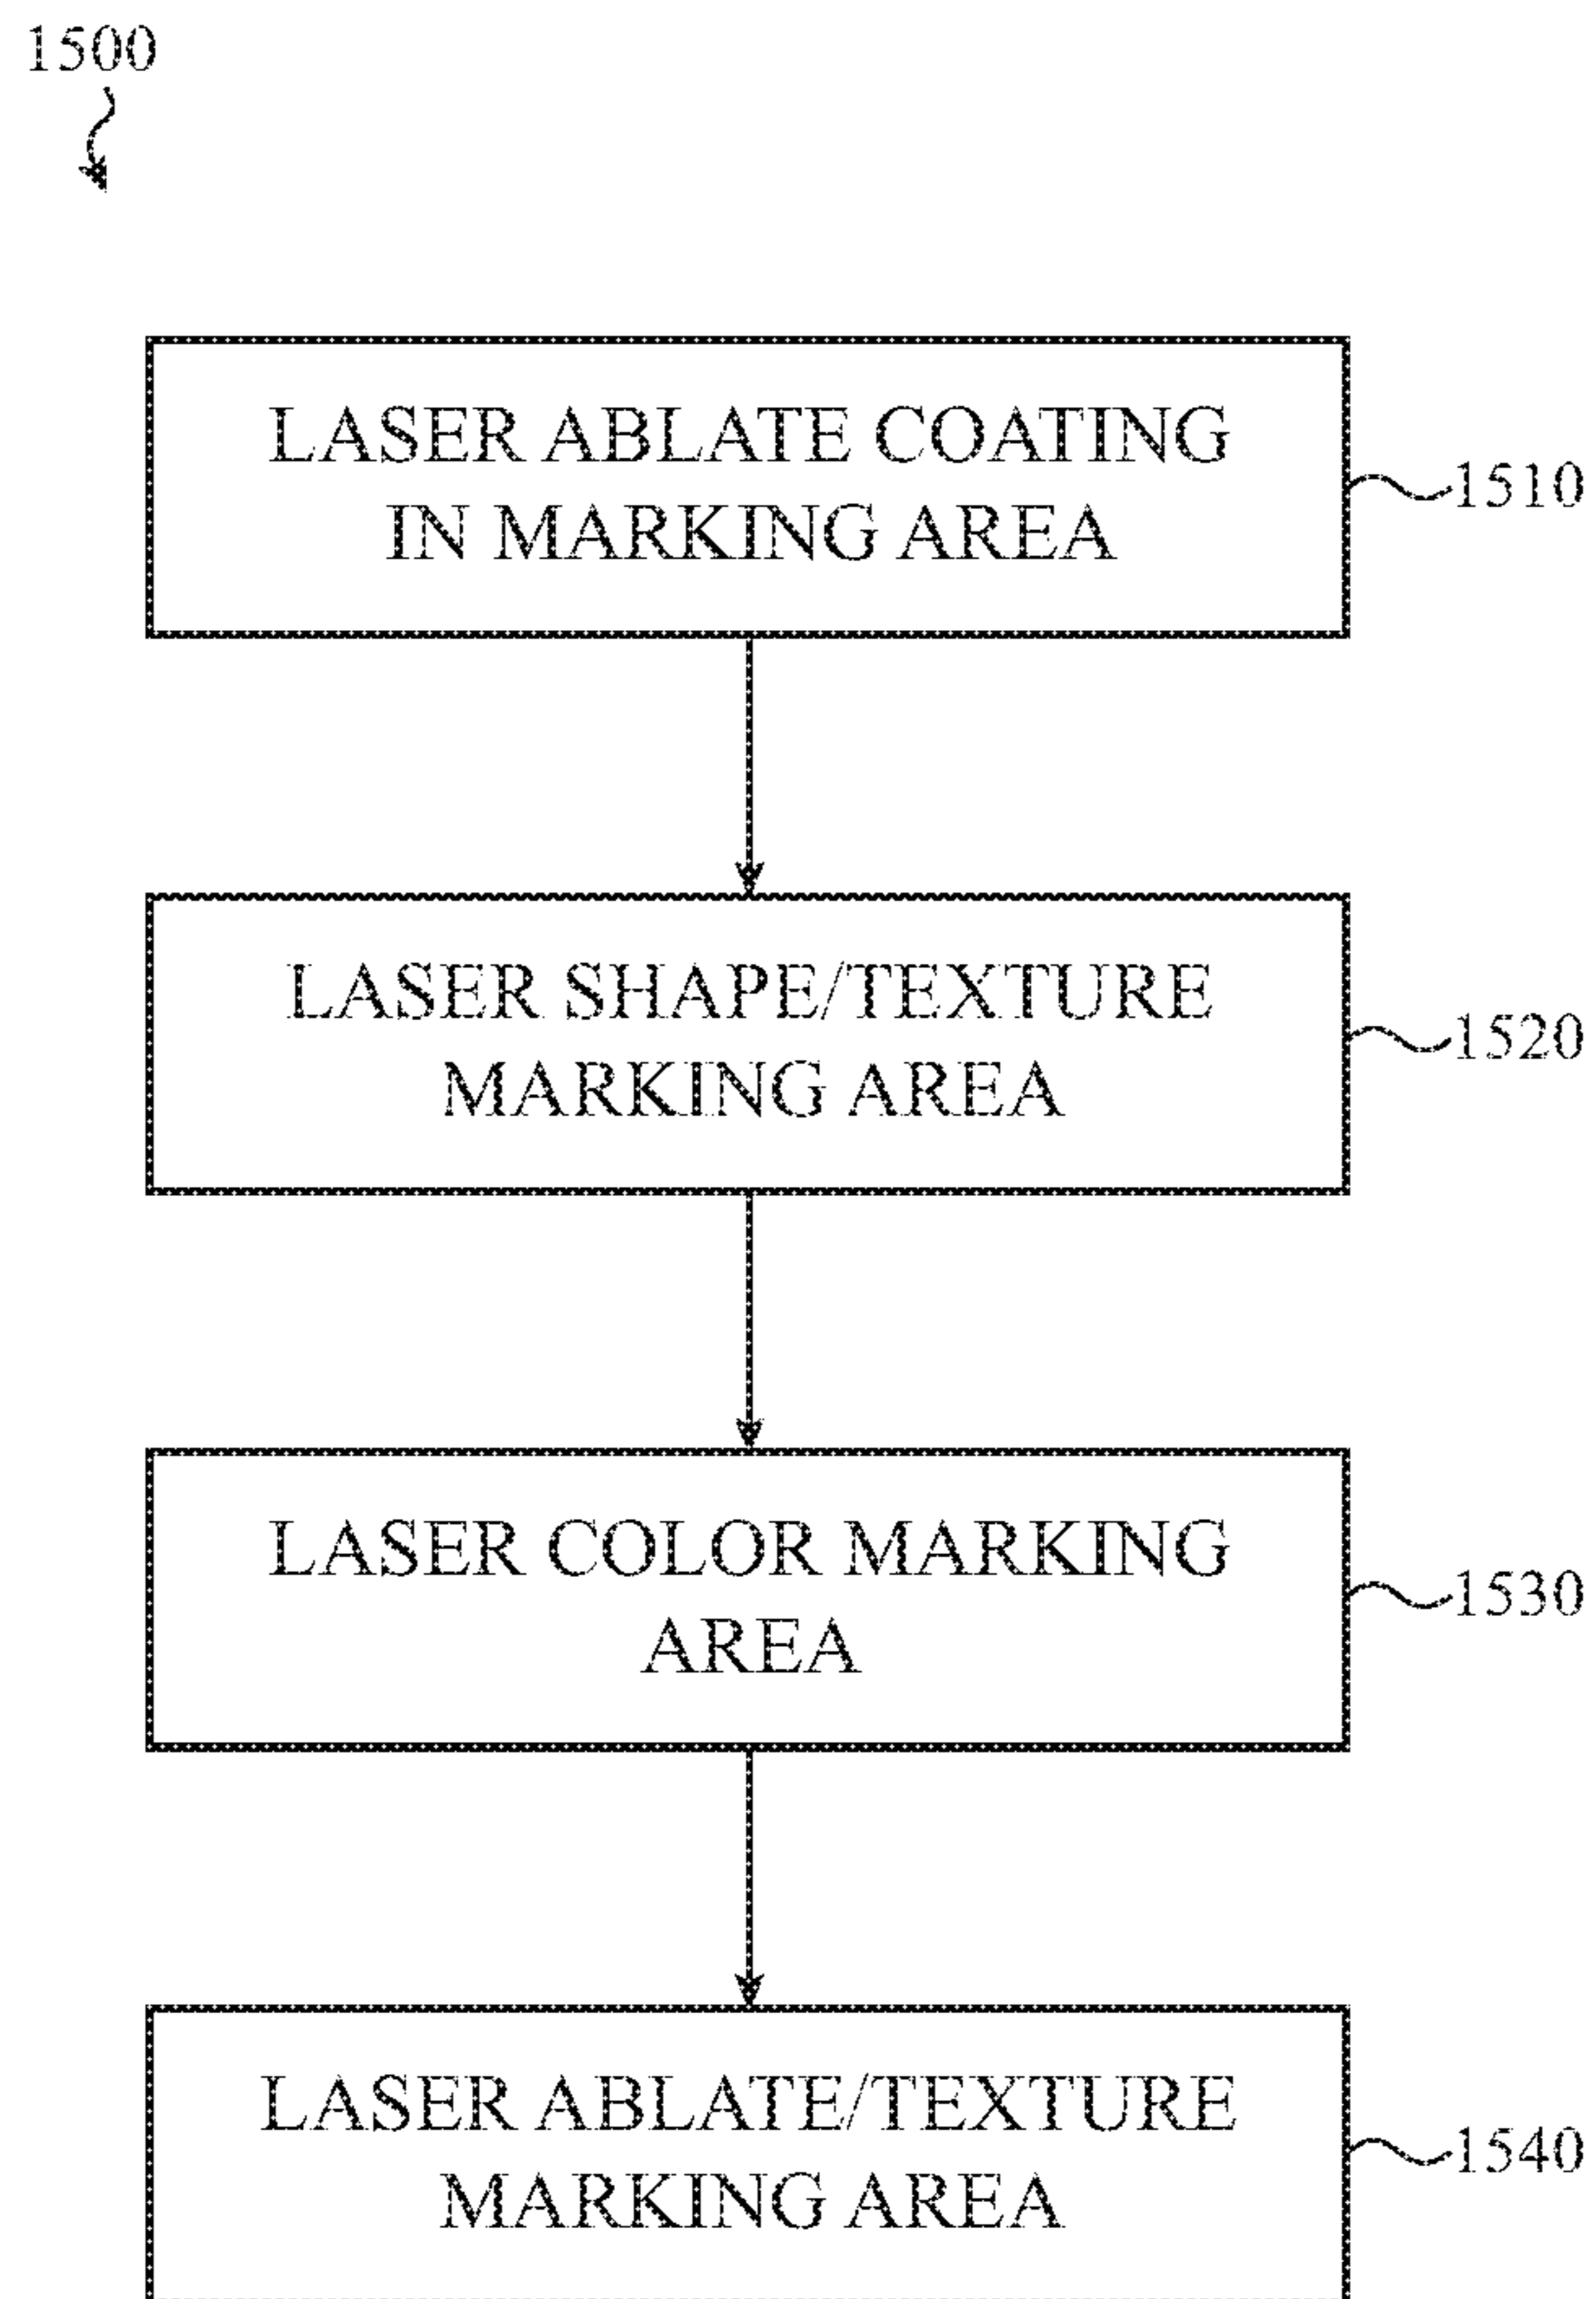 1500
LASER ABLATE COATING
IN MARKING AREA
1510
LASER SHAPE/TEXTURE
MARKING AREA
1520
LASER COLOR MARKING
AREA
1530
LASER ABLATE/TEXTURE
MARKING AREA
1540